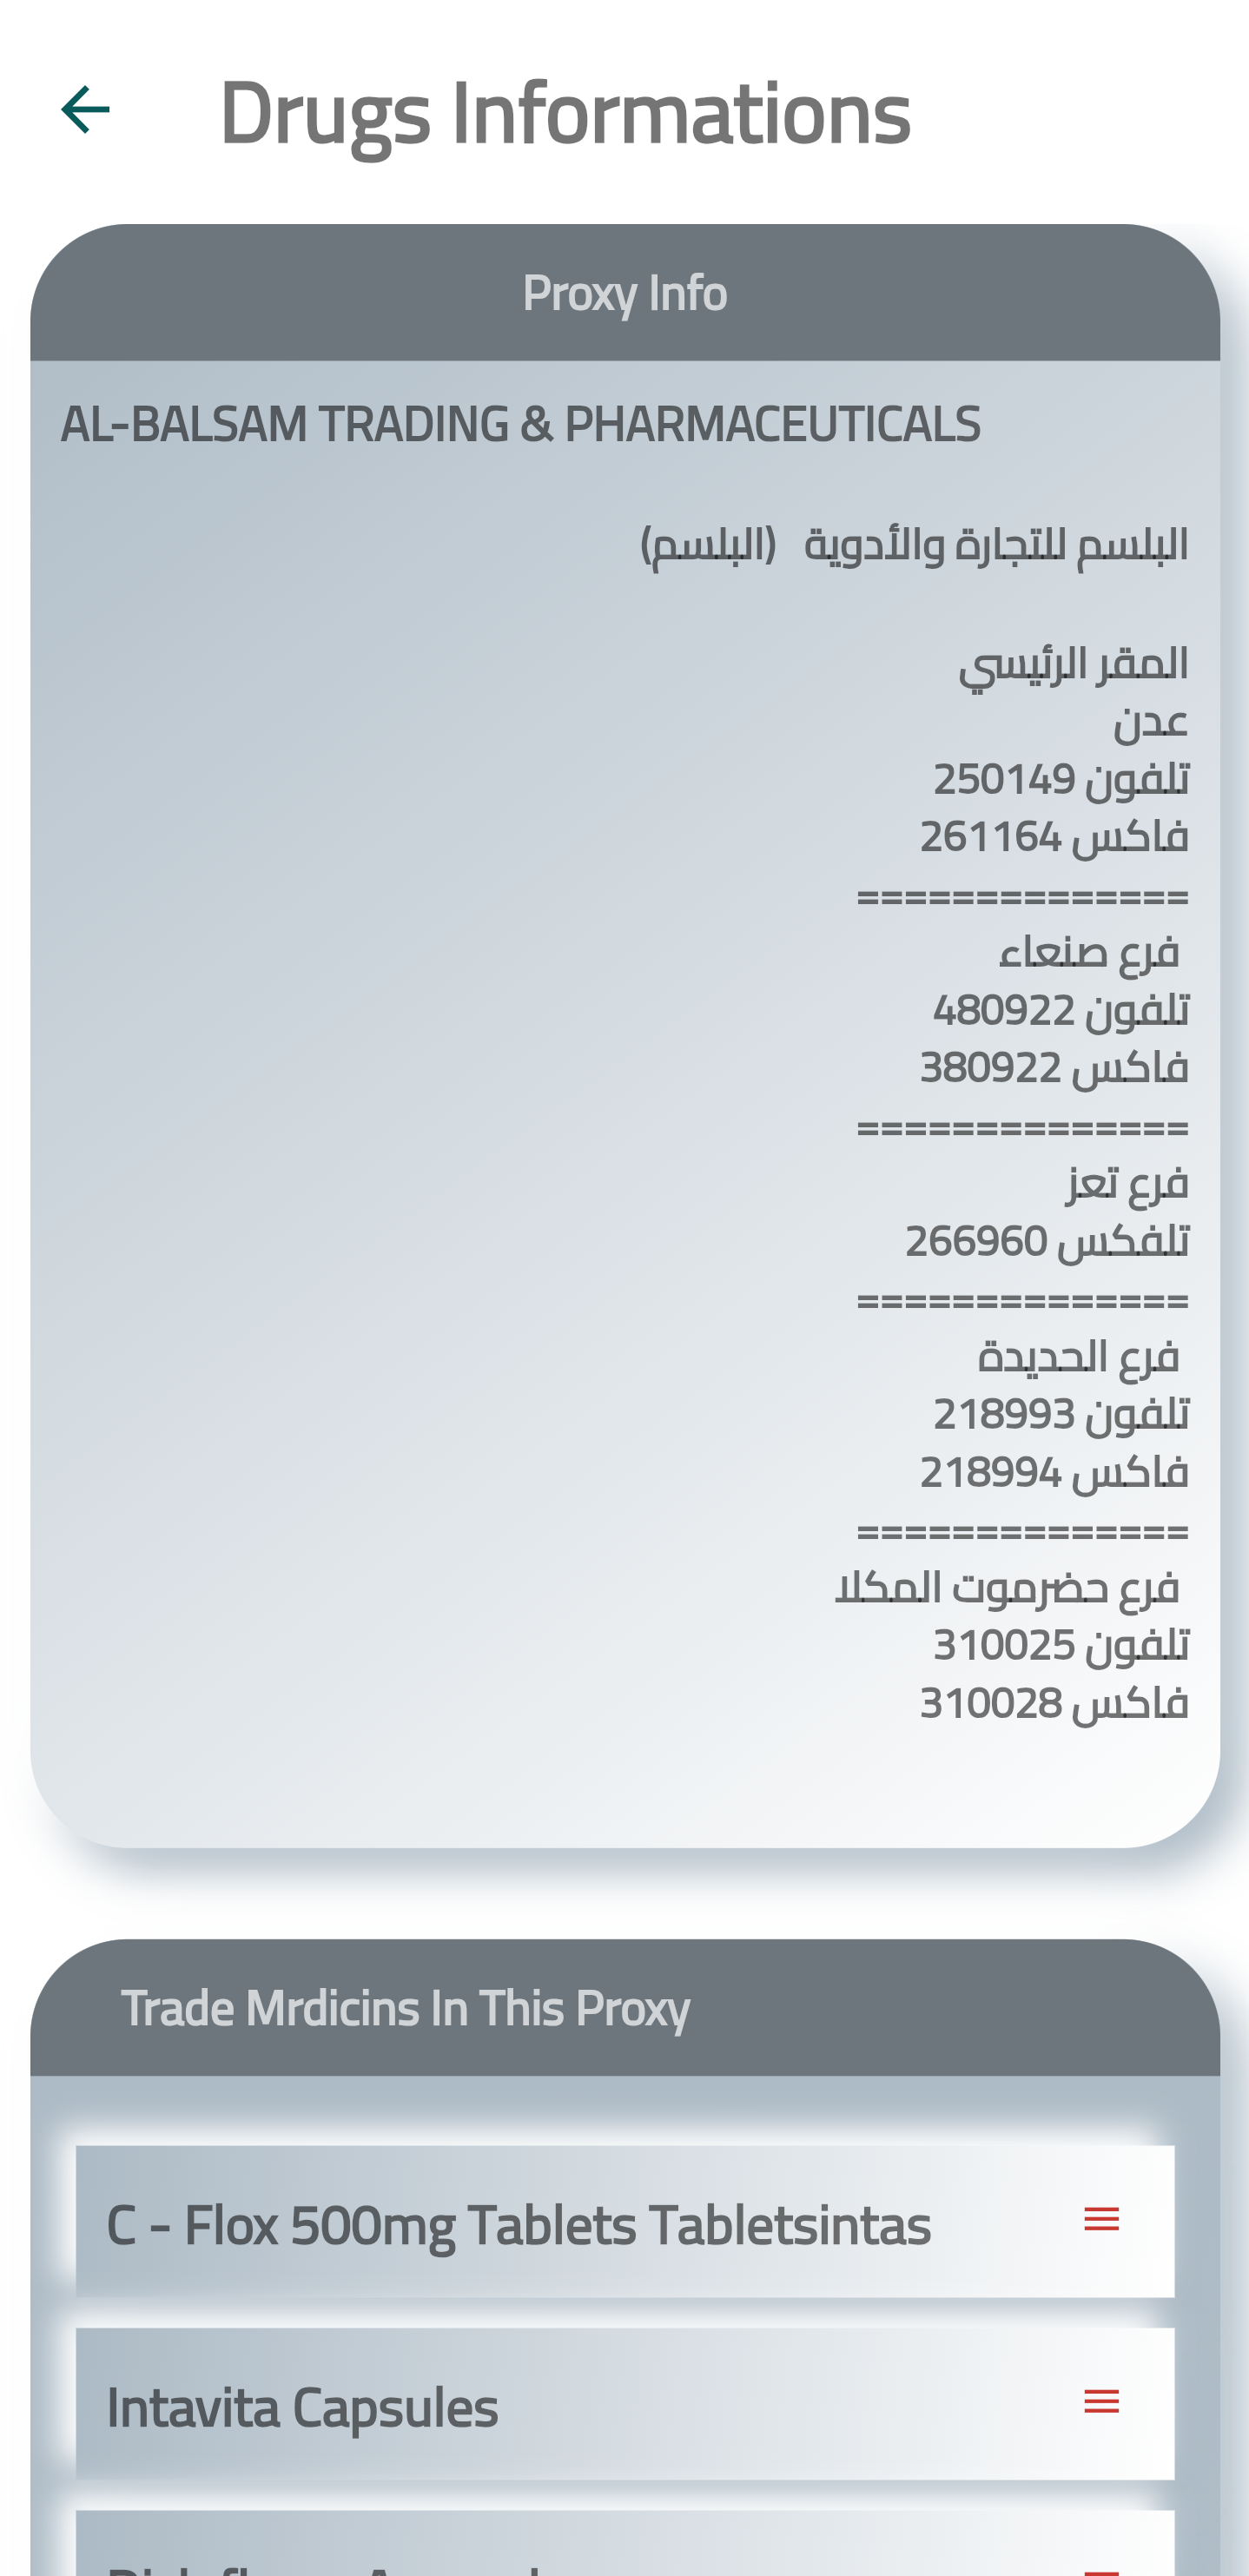 Drugs Informations
Proxy Info
AL-BALSAM TRADING & PHARMACEUTICALS
البلسم للتجارة والأدوية (البلسم)
المقر الرئيسي
عدن
تلفون 250149
فاكس 261164
==============
فرع صنعاء
تلفون 480922
فاكس 380922
==============
فرع تعز
تلفكس 266960
==============
فرع الحديدة
تلفون 218993
فاكس 218994
==============
فرع حضرموت المكلا
تلفون 310025
فاكس 310028
Trade Mrdicins In This Proxy
C - Flox 500mg Tablets Tabletsintas
Intavita Capsules